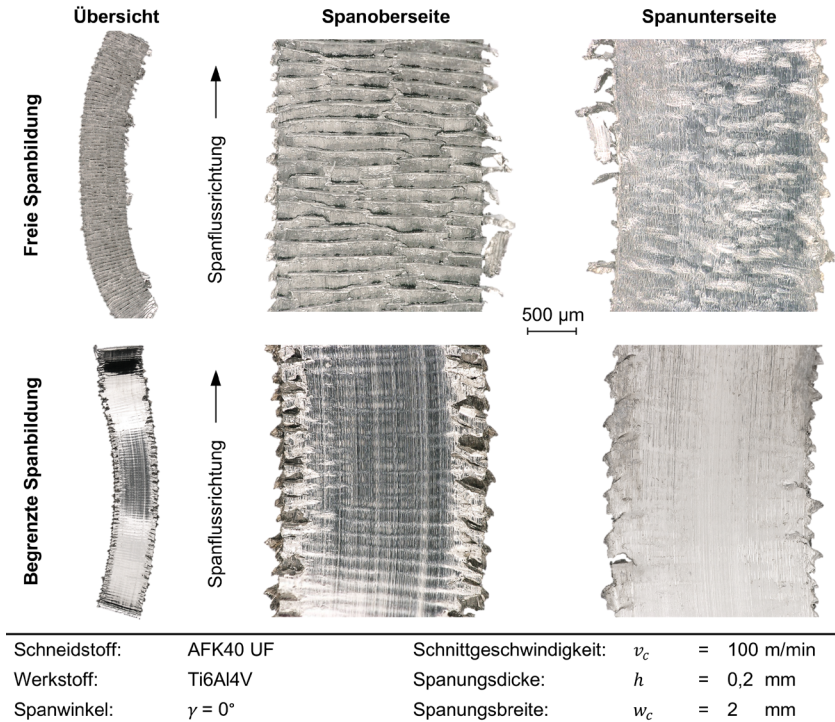 Übersicht
Spanoberseite
Spanunterseite
Freie Spanbildung
Spanflussrichtung
500 µm
Begrenzte Spanbildung
Spanflussrichtung
Schneidstoff: AFK40 UF Schnittgeschwindigkeit: v_c = 100 m/min
Werkstoff: Ti6Al4V Spanungsdicke: h = 0,2 mm
Spanwinkel: γ = 0° Spanungsbreite: w_c = 2 mm